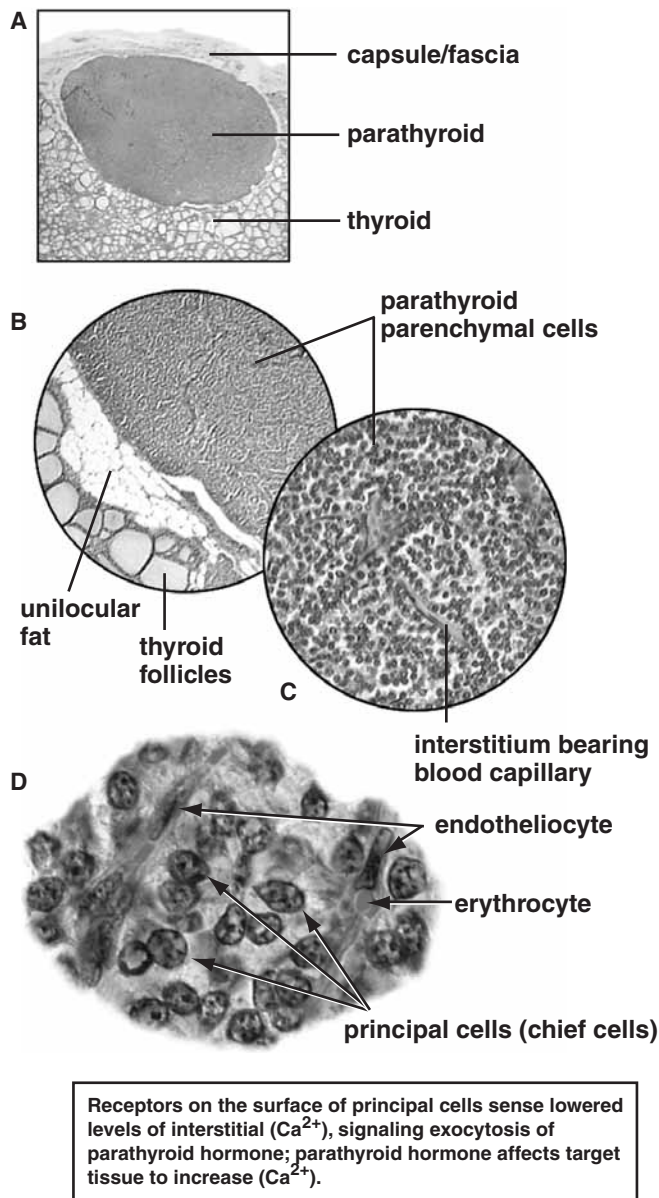 A
capsule/fascia
parathyroid
thyroid
B
parathyroid
parenchymal cells
unilocular
fat
thyroid
follicles
C
interstitium bearing
blood capillary
D
endotheliocyte
erythrocyte
principal cells (chief cells)
Receptors on the surface of principal cells sense lowered
levels of interstitial (Ca²⁺), signaling exocytosis of
parathyroid hormone; parathyroid hormone affects target
tissue to increase (Ca²⁺).